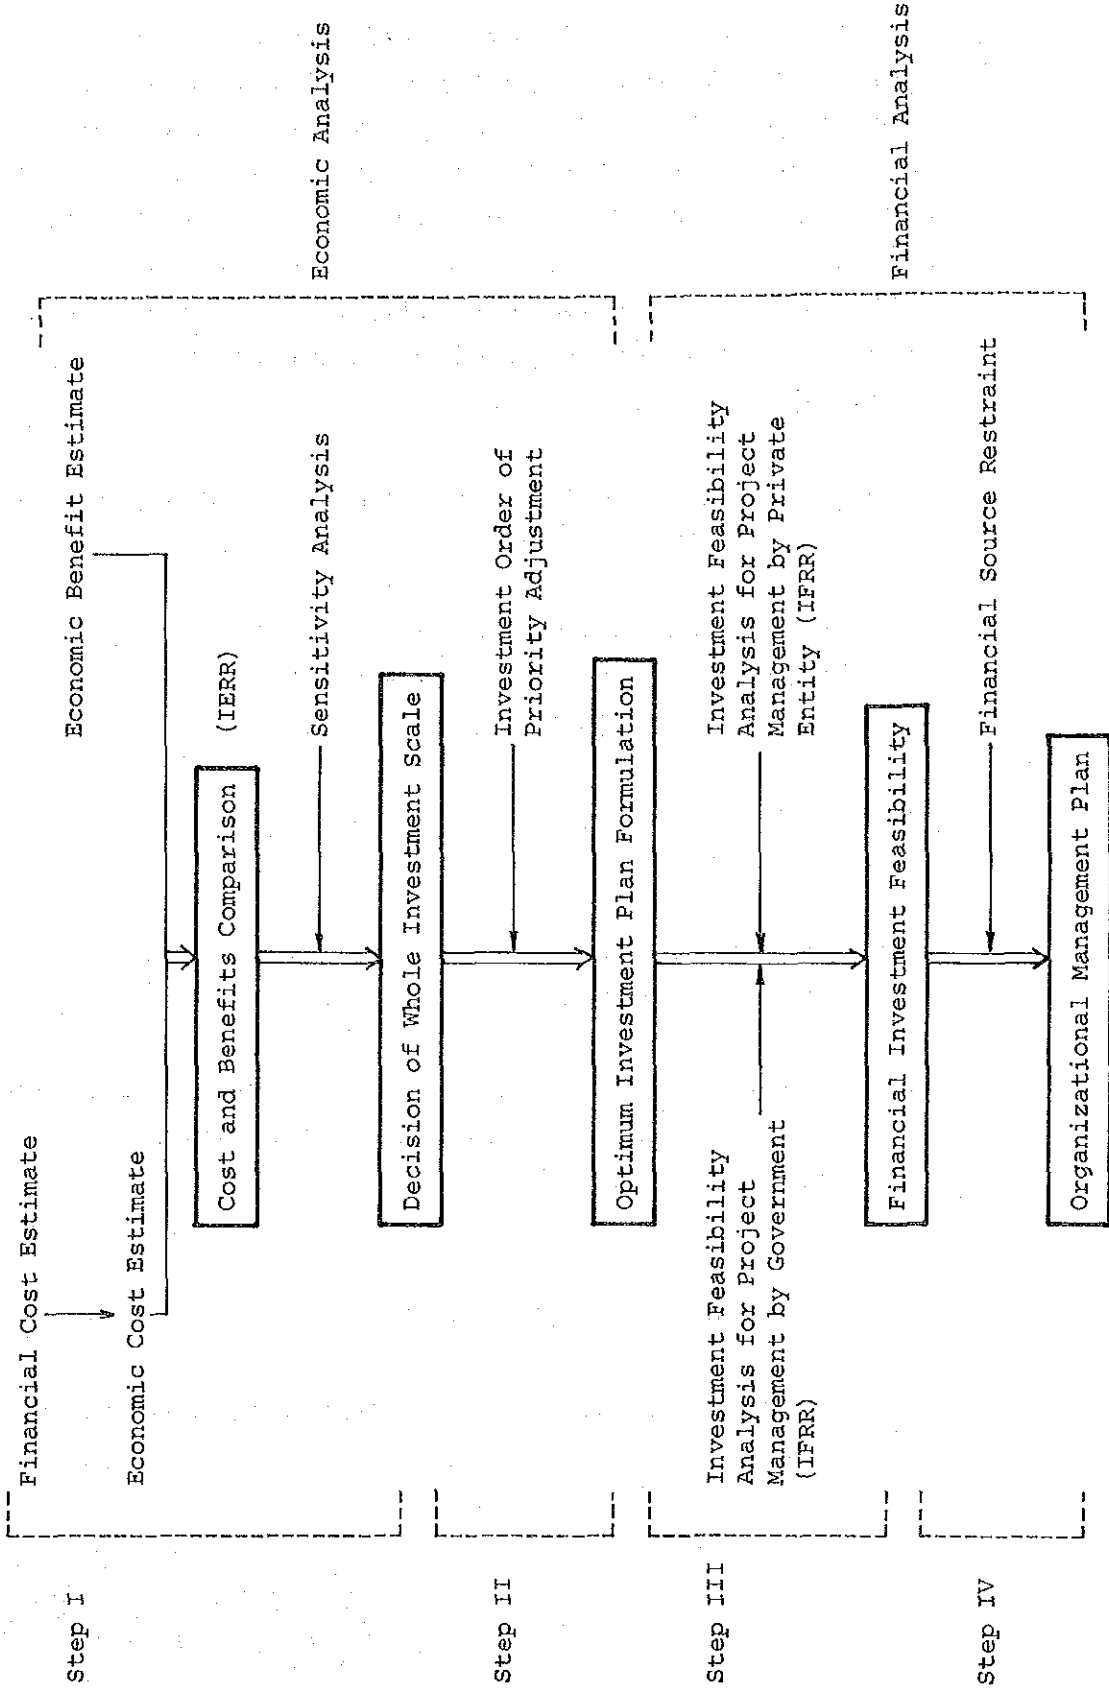 Step I
Financial Cost Estimate
Economic Cost Estimate
Economic Benefit Estimate
Cost and Benefits Comparison
(IERR)
Sensitivity Analysis
Decision of Whole Investment Scale
Economic Analysis
Step II
Investment Order of
Priority Adjustment
Optimum Investment Plan Formulation
Step III
Investment Feasibility
Analysis for Project
Management by Government
(IFRR)
Investment Feasibility
Analysis for Project
Management by Private
Entity (IFRR)
Financial Investment Feasibility
Financial Analysis
Step IV
Financial Source Restraint
Organizational Management Plan